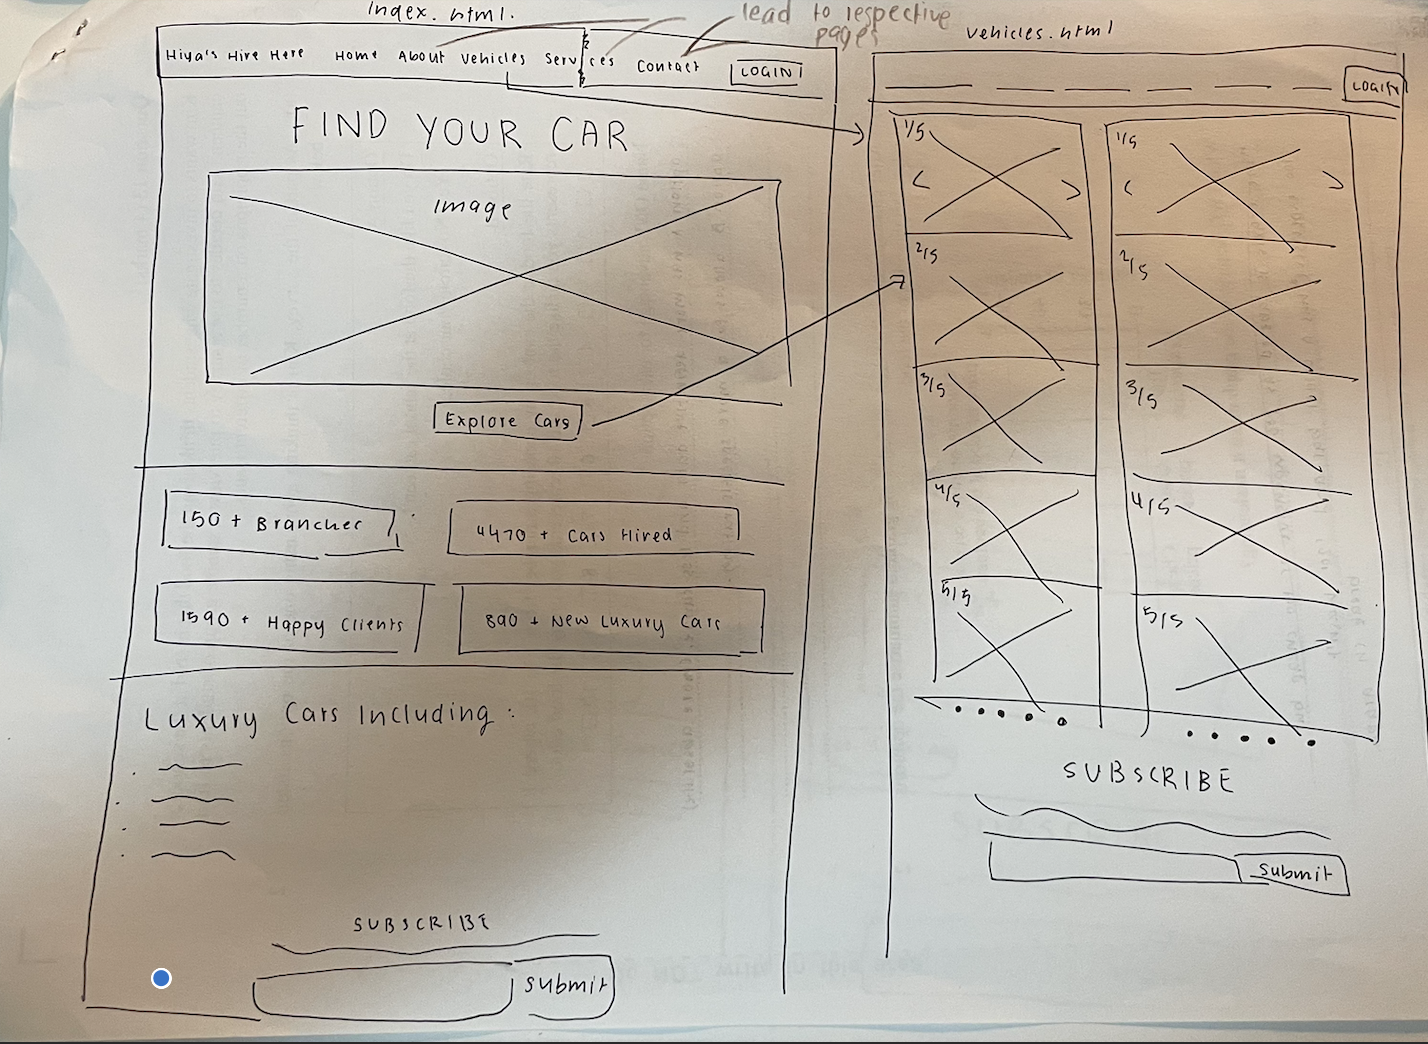 Index.html.
lead to respective
pages
Hiya's Hire Here Home About Vehicles Services Contact LOGIN
FIND YOUR CAR
Image
Explore Cars
150 + Branches
4470 + Cars Hired
1590 + Happy Clients
890 + New Luxury Cars
Luxury Cars Including :
SUBSCRIBE
Submit
vehicles.html
LOGIN
1/5
< >
2/5
3/5
4/5
5/5
1/5
< >
2/5
3/5
4/5
5/5
SUBSCRIBE
Submit